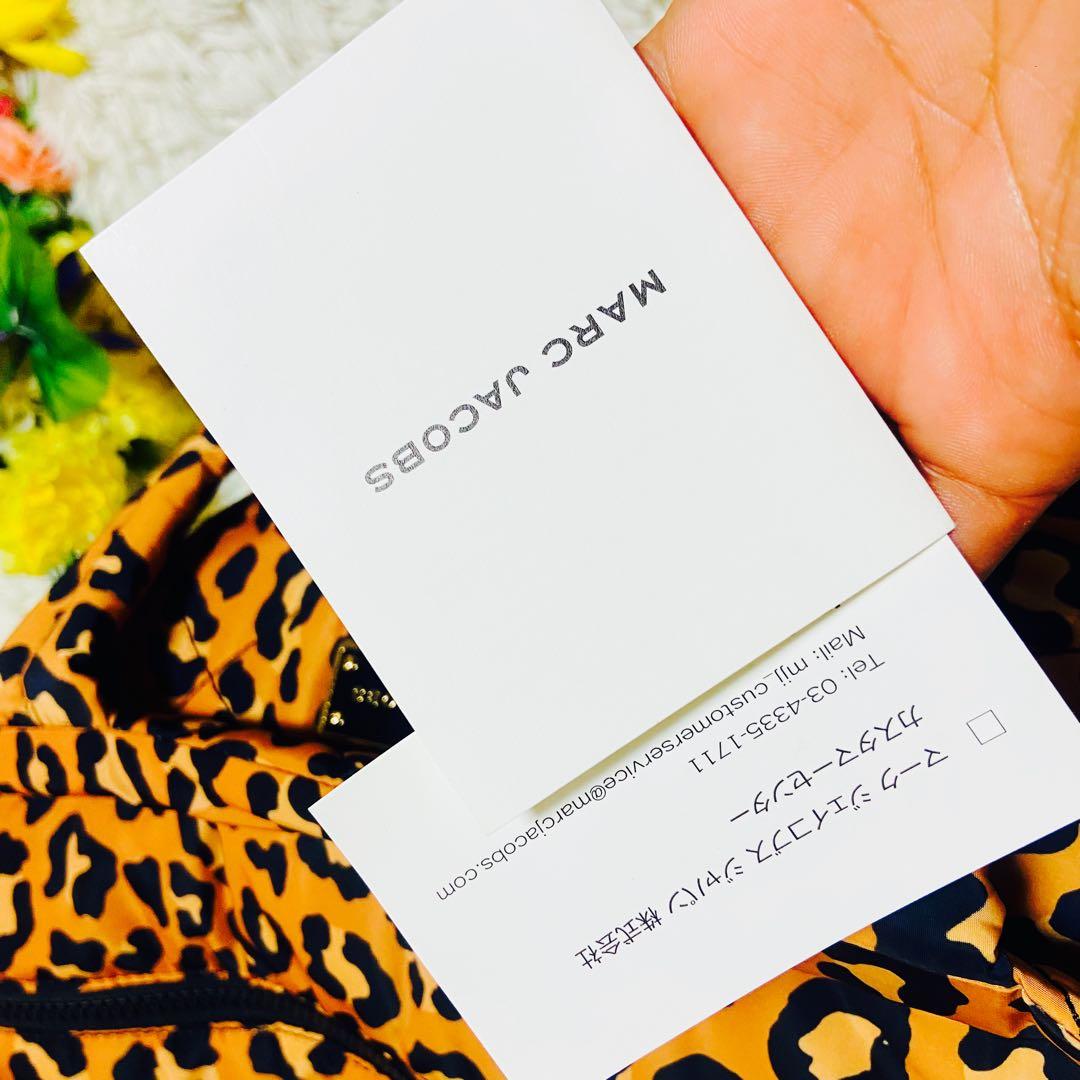 MARC JACOBS
マーク ジェイコブス ジャパン 株式会社
カスタマーセンター
Tel: 03-4335-1711
Mail: mjj_customerservice@marcjacobs.com